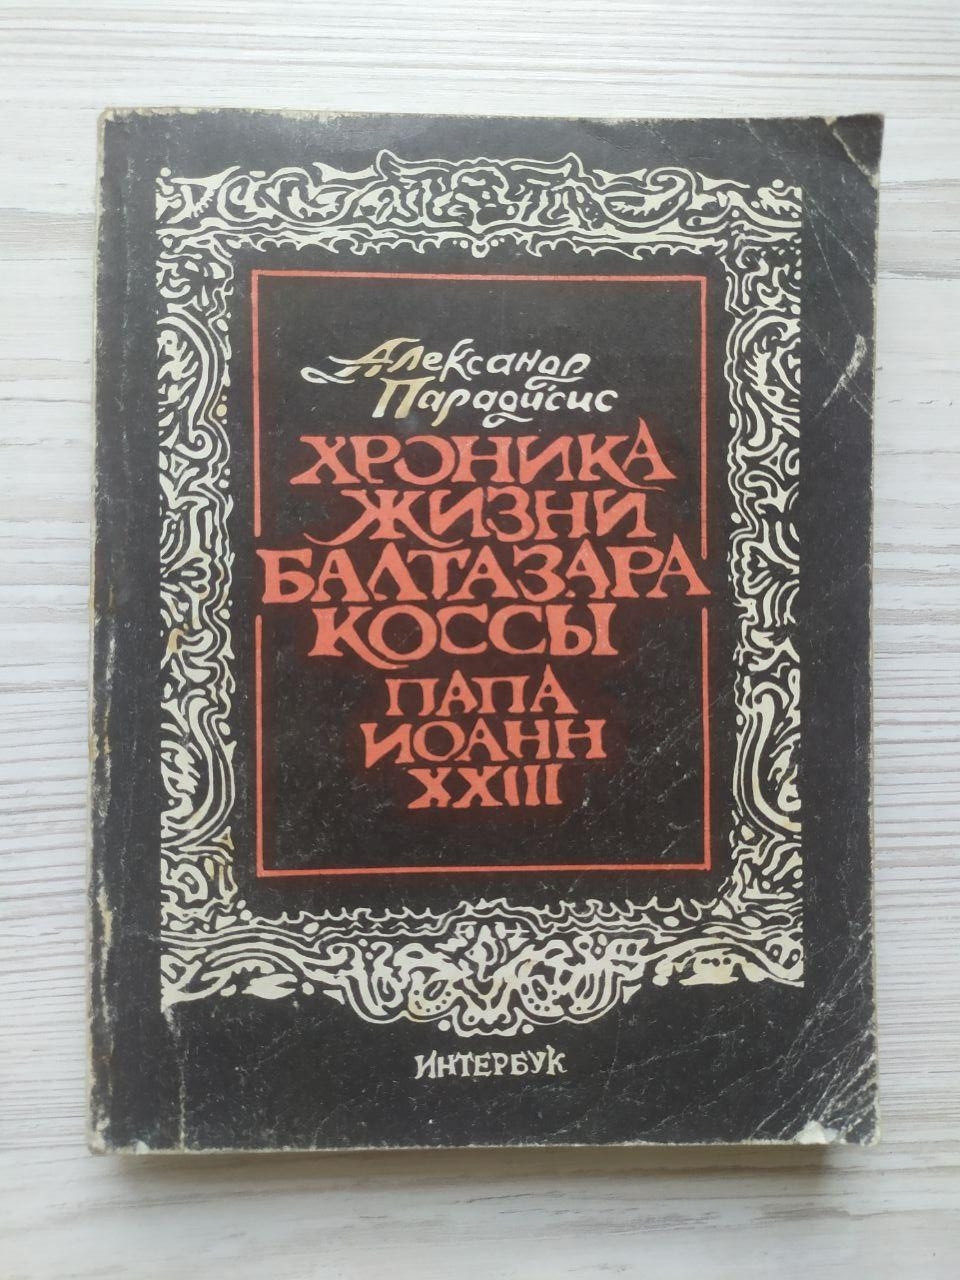 Александр
Парадисис
ХРОНИКА
ЖИЗНИ
БАЛТАЗАРА
КОССЫ
ПАПА
ИОАНН
XXIII
ИНТЕРБУК